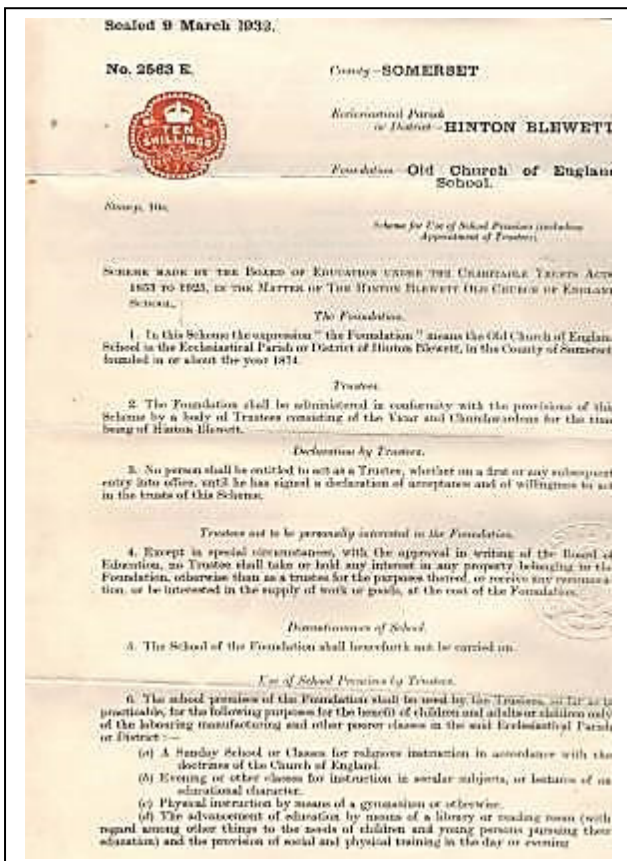 Sealed 9 March 1932.
No. 2563 E.
County—SOMERSET
TEN
SHILLINGS
Ecclesiastical Parish
or District—HINTON BLEWETT
Foundation—Old Church of England
School.
Stamp, 10s.
Scheme for Use of School Premises (including
Appointment of Trustees).
SCHEME MADE BY THE BOARD OF EDUCATION UNDER THE CHARITABLE TRUSTS ACTS
1853 TO 1925, IN THE MATTER OF THE HINTON BLEWETT OLD CHURCH OF ENGLAND
SCHOOL.
The Foundation.
1. In this Scheme the expression "the Foundation" means the Old Church of England
School in the Ecclesiastical Parish or District of Hinton Blewett, in the County of Somerset
founded in or about the year 1874.
Trustees.
2. The Foundation shall be administered in conformity with the provisions of this
Scheme by a body of Trustees consisting of the Vicar and Churchwardens for the time
being of Hinton Blewett.
Declaration by Trustees.
3. No person shall be entitled to act as a Trustee, whether on a first or any subsequent
entry into office, until he has signed a declaration of acceptance and of willingness to act
in the trusts of this Scheme.
Trustees not to be personally interested in the Foundation.
4. Except in special circumstances, with the approval in writing of the Board of
Education, no Trustee shall take or hold any interest in any property belonging to the
Foundation, otherwise than as a trustee for the purposes thereof, or receive any remunera-
tion, or be interested in the supply of work or goods, at the cost of the Foundation.
Discontinuance of School.
5. The School of the Foundation shall henceforth not be carried on.
Use of School Premises by Trustees.
6. The school premises of the Foundation shall be used by the Trustees, so far as is
practicable, for the following purposes for the benefit of children and adults or children only
of the labouring manufacturing and other poorer classes in the said Ecclesiastical Parish
or District:—
(a) A Sunday School or Classes for religious instruction in accordance with the
doctrines of the Church of England.
(b) Evening or other classes for instruction in secular subjects, or lectures of an
educational character.
(c) Physical instruction by means of a gymnasium or otherwise.
(d) The advancement of education by means of a library or reading room (with
regard among other things to the needs of children and young persons pursuing their
education) and the provision of social and physical training in the day or evening